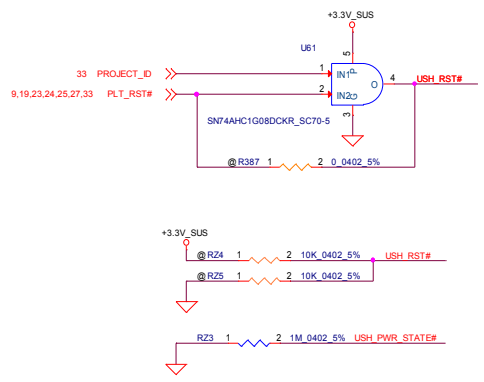 +3.3V_SUS
U61
5
33 PROJECT_ID 1 IN1 P
O 4 USH_RST#
9,19,23,24,25,27,33 PLT_RST# 2 IN2 G
3
SN74AHC1G08DCKR_SC70-5
@ R387 1 2 0_0402_5%
+3.3V_SUS
@ RZ4 1 2 10K_0402_5% USH_RST#
@ RZ5 1 2 10K_0402_5%
RZ3 1 2 1M_0402_5% USH_PWR_STATE#